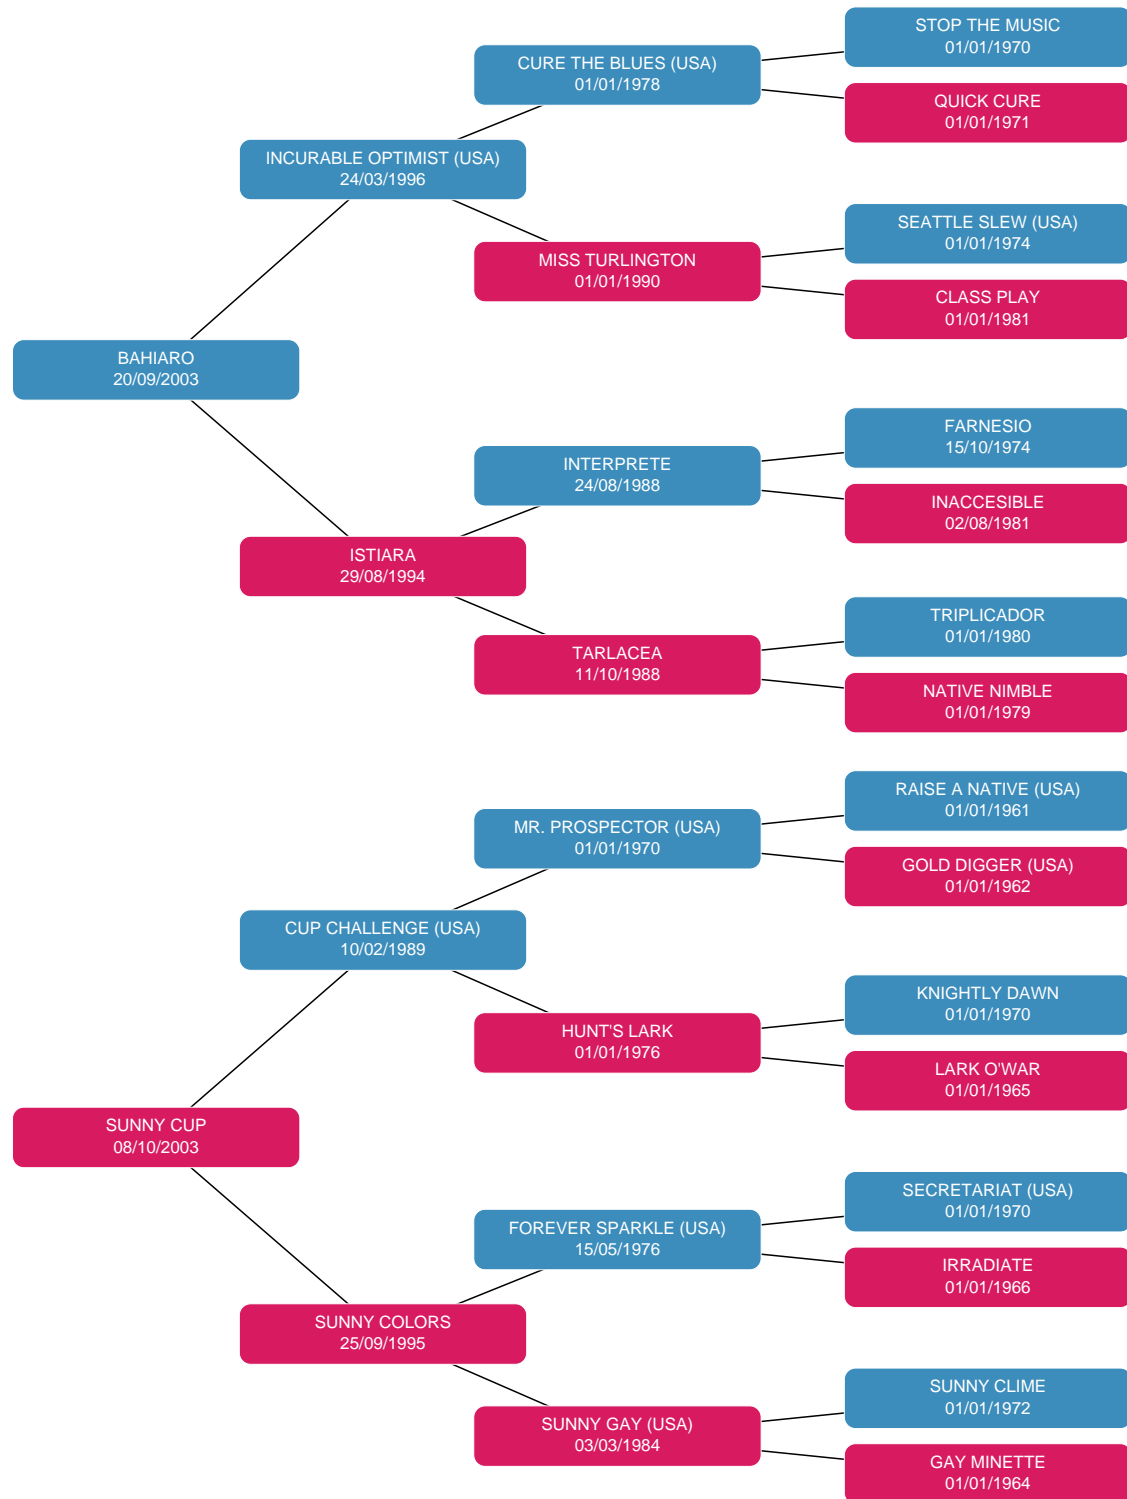 STOP THE MUSIC
01/01/1970
CURE THE BLUES (USA)
01/01/1978
QUICK CURE
01/01/1971
INCURABLE OPTIMIST (USA)
24/03/1996
SEATTLE SLEW (USA)
01/01/1974
MISS TURLINGTON
01/01/1990
CLASS PLAY
01/01/1981
BAHIARO
20/09/2003
FARNESIO
15/10/1974
INTERPRETE
24/08/1988
INACCESIBLE
02/08/1981
ISTIARA
29/08/1994
TRIPLICADOR
01/01/1980
TARLACEA
11/10/1988
NATIVE NIMBLE
01/01/1979
RAISE A NATIVE (USA)
01/01/1961
MR. PROSPECTOR (USA)
01/01/1970
GOLD DIGGER (USA)
01/01/1962
CUP CHALLENGE (USA)
10/02/1989
KNIGHTLY DAWN
01/01/1970
HUNT'S LARK
01/01/1976
LARK O'WAR
01/01/1965
SUNNY CUP
08/10/2003
SECRETARIAT (USA)
01/01/1970
FOREVER SPARKLE (USA)
15/05/1976
IRRADIATE
01/01/1966
SUNNY COLORS
25/09/1995
SUNNY CLIME
01/01/1972
SUNNY GAY (USA)
03/03/1984
GAY MINETTE
01/01/1964